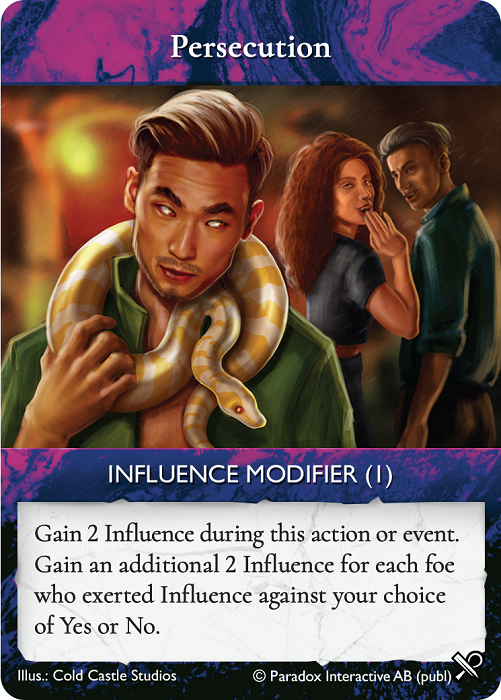 Persecution
INFLUENCE MODIFIER (1)
Gain 2 Influence during this action or event.
Gain an additional 2 Influence for each foe
who exerted Influence against your choice
of Yes or No.
Illus.: Cold Castle Studios
© Paradox Interactive AB (publ)